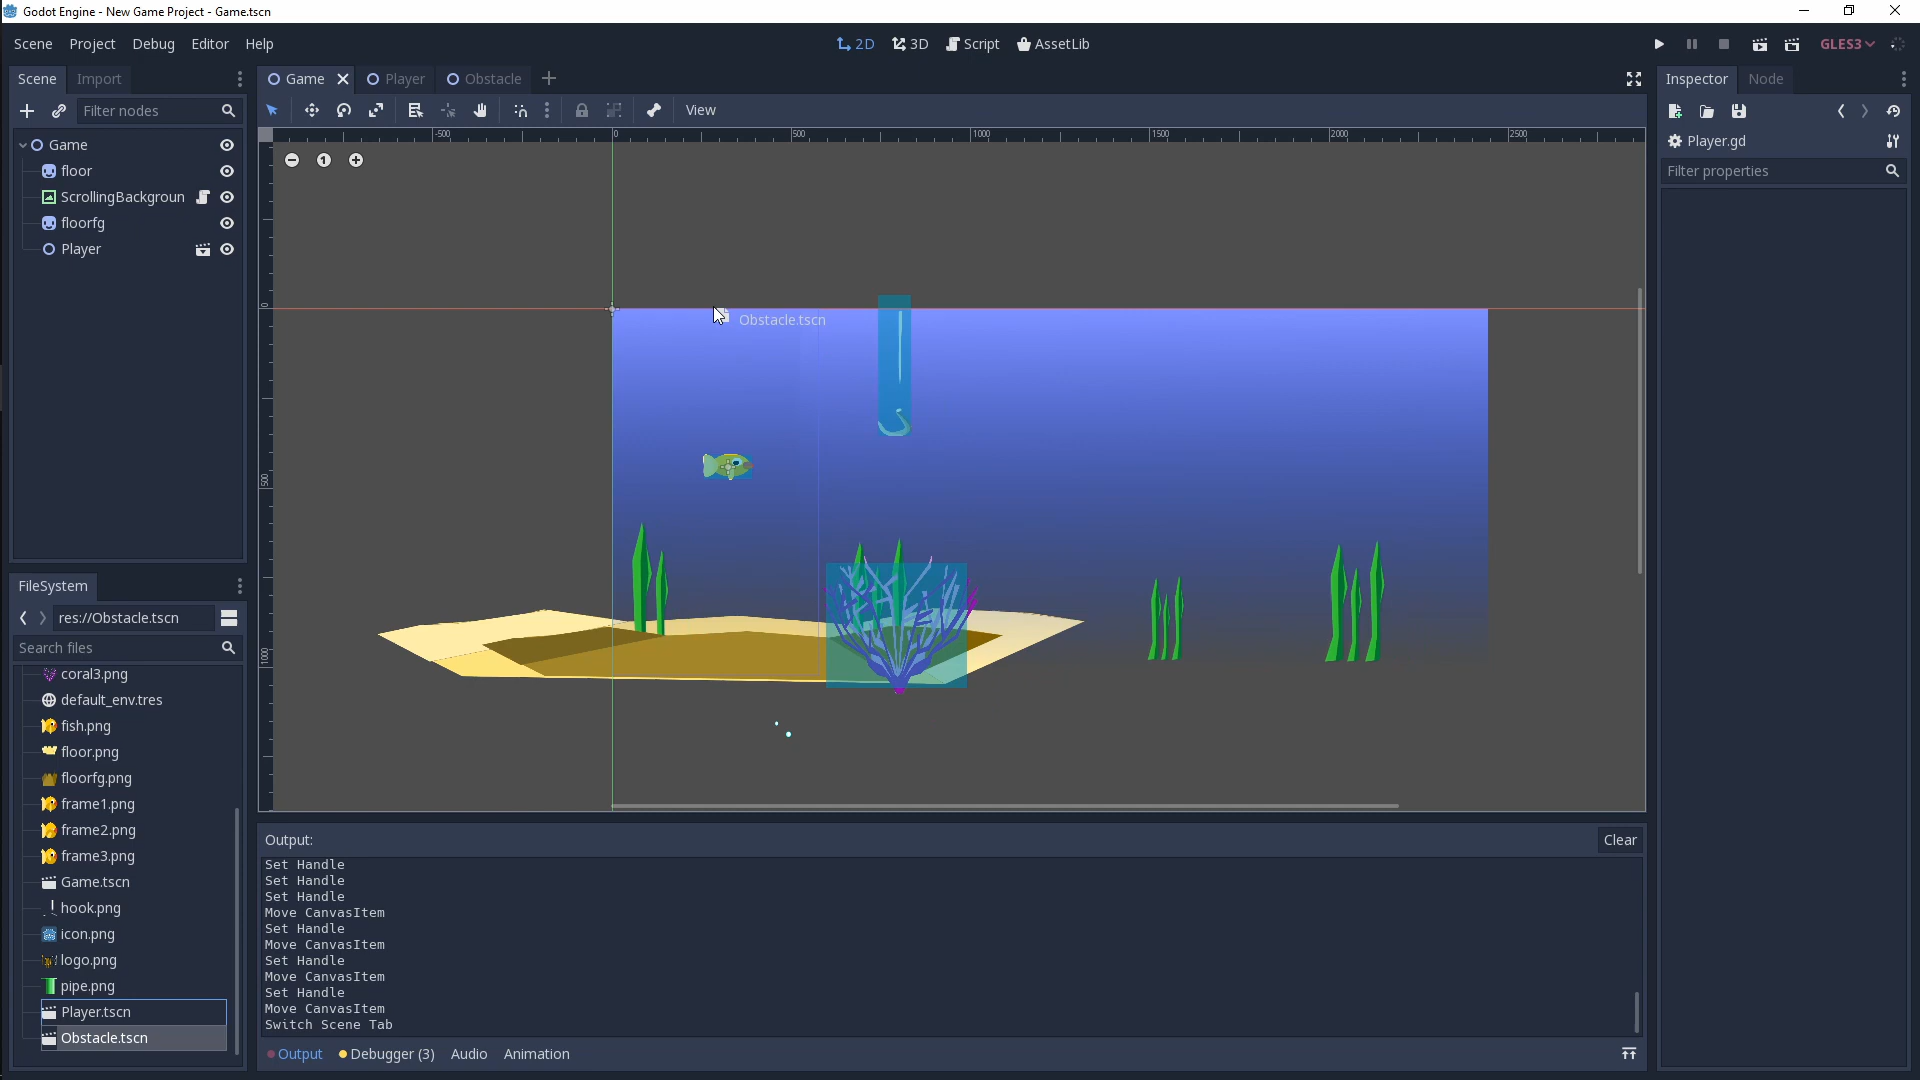 Godot Engine - New Game Project - Game.tscn
Scene Project Debug Editor Help
2D 3D Script AssetLib
GLES3
Scene Import
Filter nodes
Game
floor
ScrollingBackgroun
floorfg
Player
FileSystem
res://Obstacle.tscn
Search files
coral3.png
default_env.tres
fish.png
floor.png
floorfg.png
frame1.png
frame2.png
frame3.png
Game.tscn
hook.png
icon.png
logo.png
pipe.png
Player.tscn
Obstacle.tscn
Game Player Obstacle
View
-500 0 500 1000 1500 2000 2500
0
500
1000
1
Obstacle.tscn
Output:
Clear
Set Handle
Set Handle
Set Handle
Move CanvasItem
Set Handle
Move CanvasItem
Set Handle
Move CanvasItem
Set Handle
Move CanvasItem
Switch Scene Tab
Output Debugger (3) Audio Animation
Inspector Node
Player.gd
Filter properties